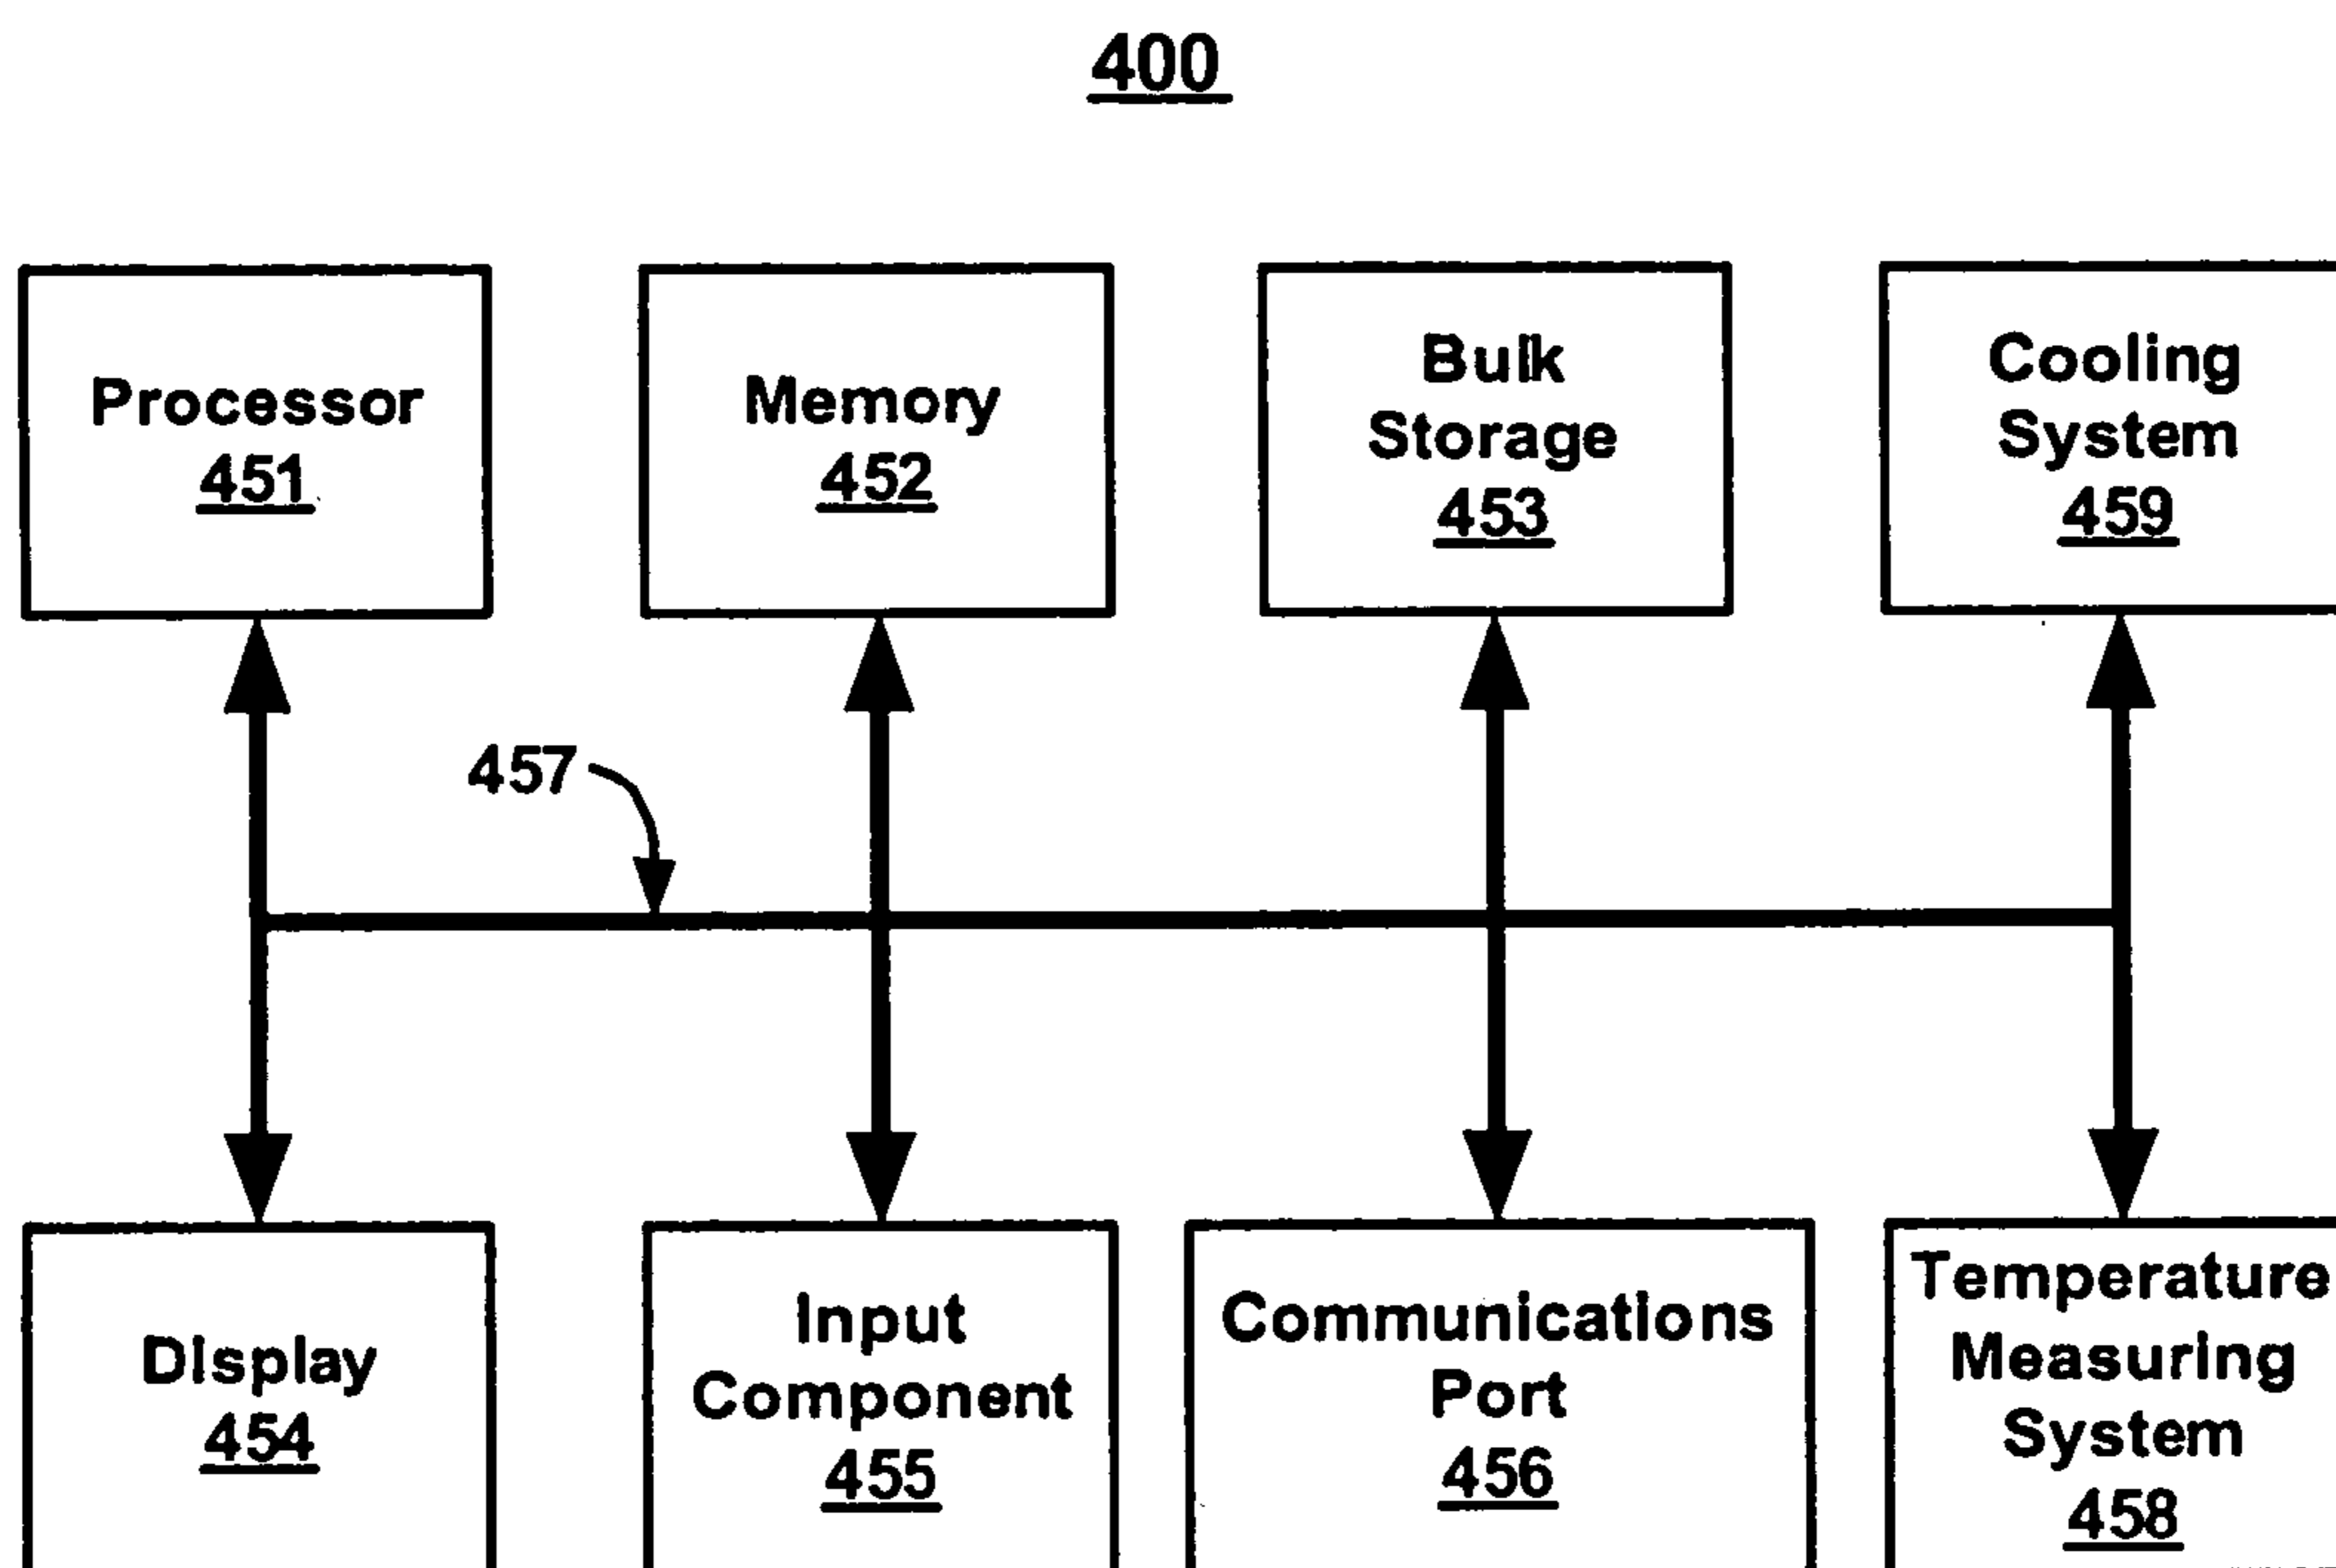 400
Processor
451
Memory
452
Bulk
Storage
453
Cooling
System
459
457
Display
454
Input
Component
455
Communications
Port
456
Temperature
Measuring
System
458